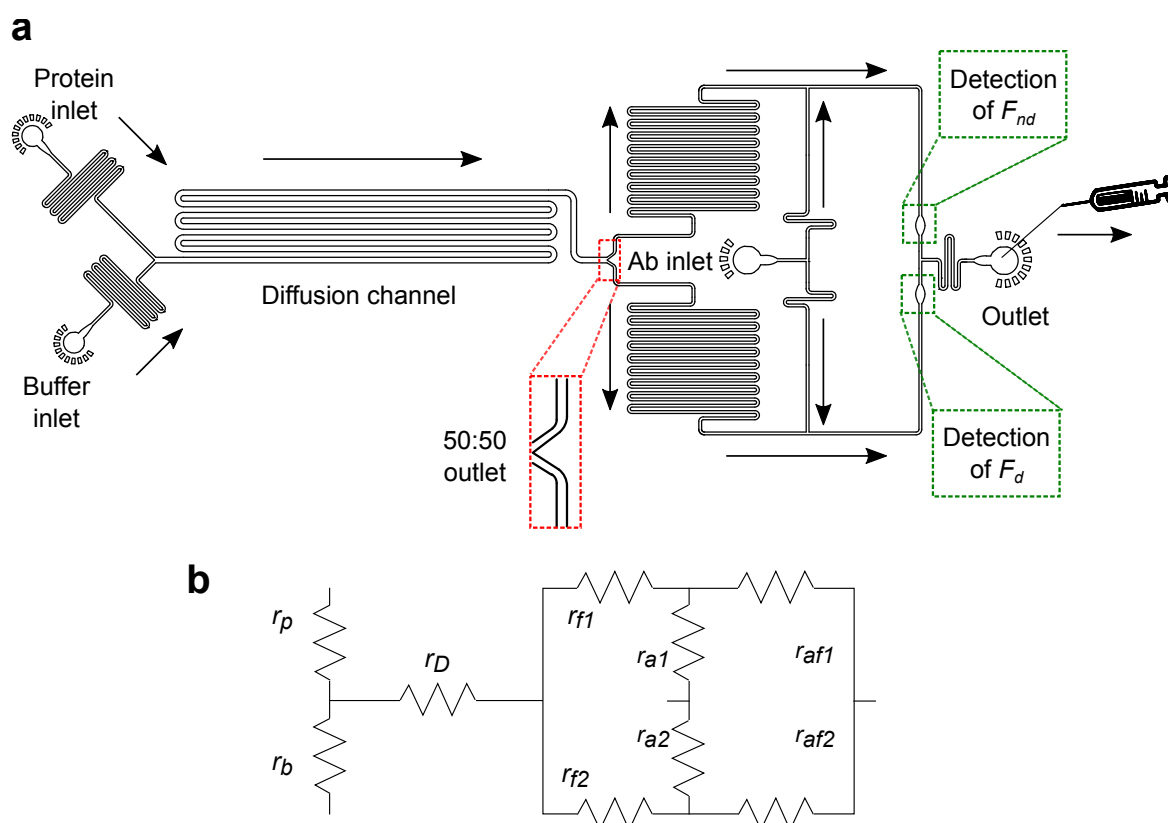 a
Protein
inlet
Buffer
inlet
Diffusion channel
50:50
outlet
Ab inlet
Detection
of F_nd
Outlet
Detection
of F_d
b
r_p
r_b
r_D
r_f1
r_f2
r_a1
r_a2
r_af1
r_af2